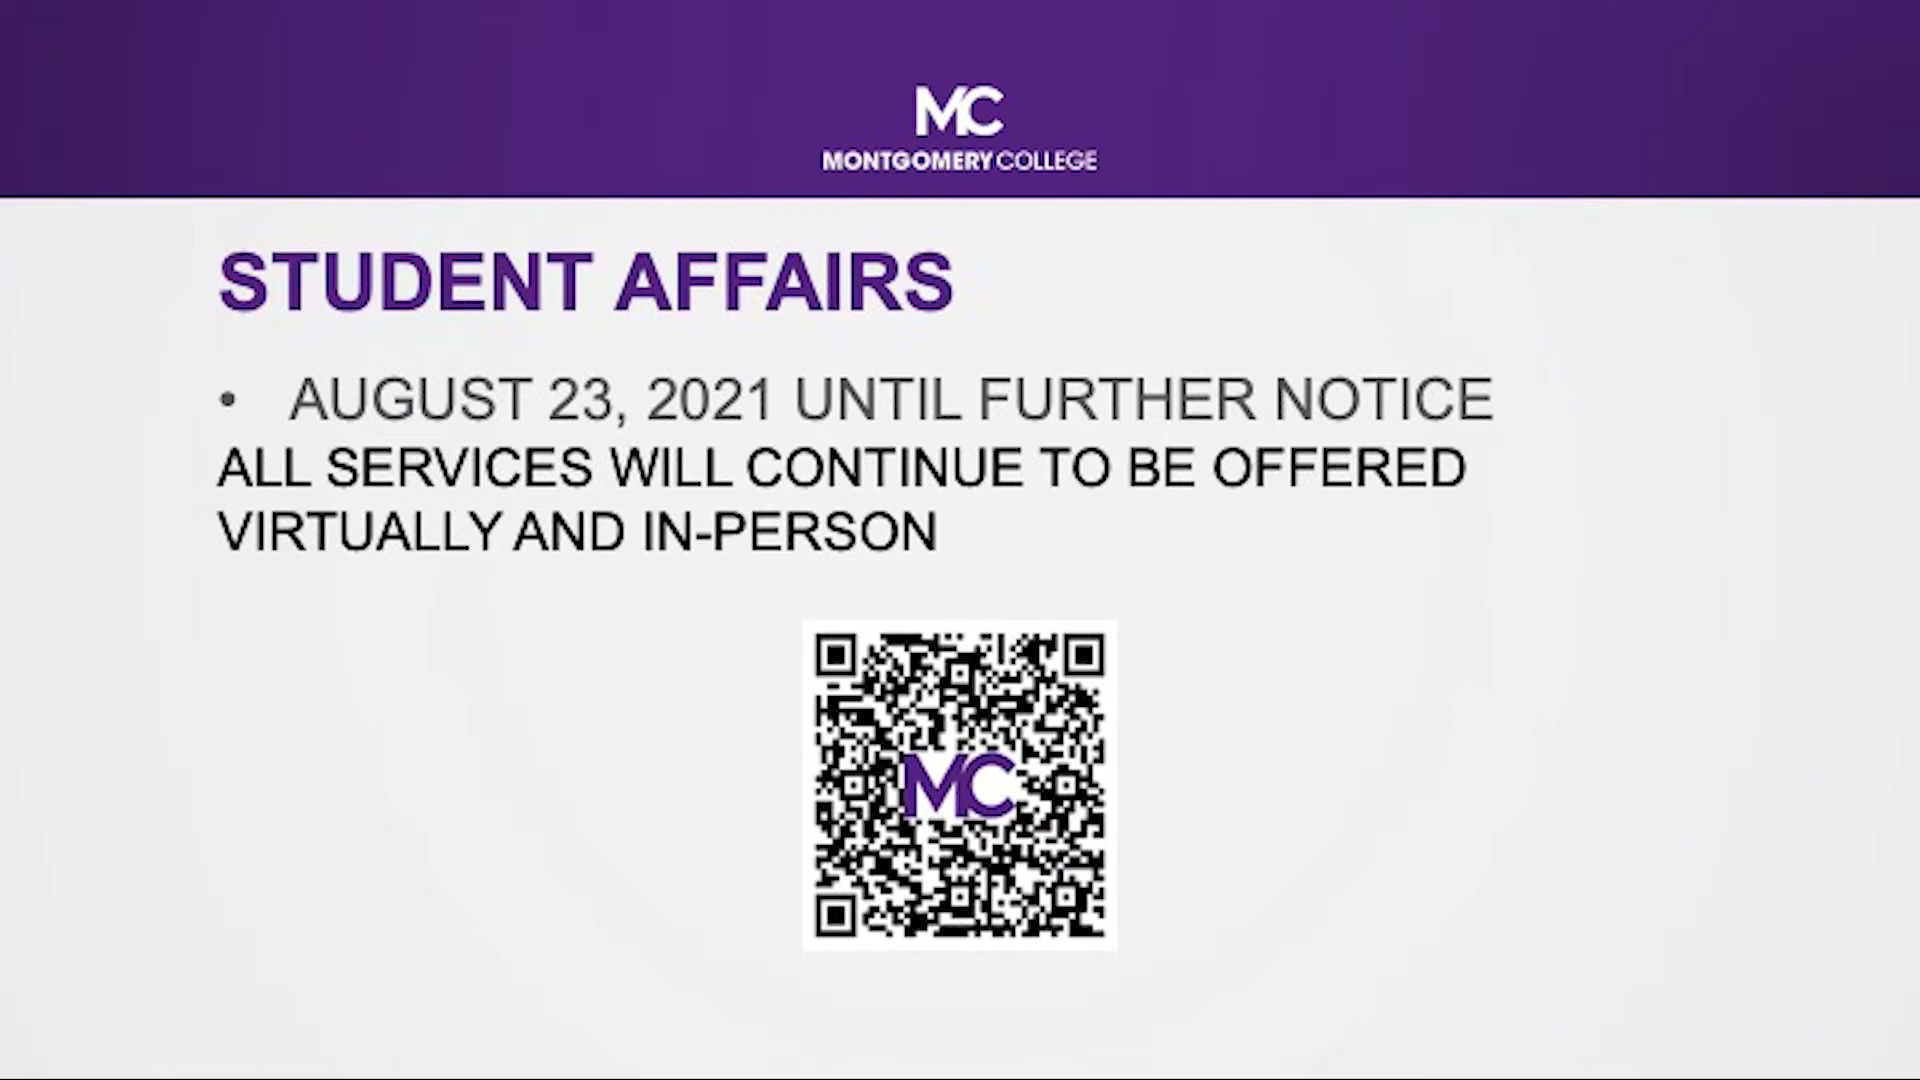 MC
MONTGOMERY COLLEGE
STUDENT AFFAIRS
• AUGUST 23, 2021 UNTIL FURTHER NOTICE
ALL SERVICES WILL CONTINUE TO BE OFFERED
VIRTUALLY AND IN-PERSON
MC